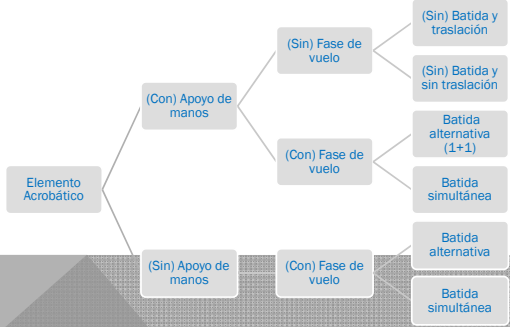 Elemento
Acrobático
(Con) Apoyo de
manos
(Sin) Fase de
vuelo
(Sin) Batida y
traslación
(Sin) Batida y
sin traslación
(Con) Fase de
vuelo
Batida
alternativa
(1+1)
Batida
simultánea
(Sin) Apoyo de
manos
(Con) Fase de
vuelo
Batida
alternativa
Batida
simultánea